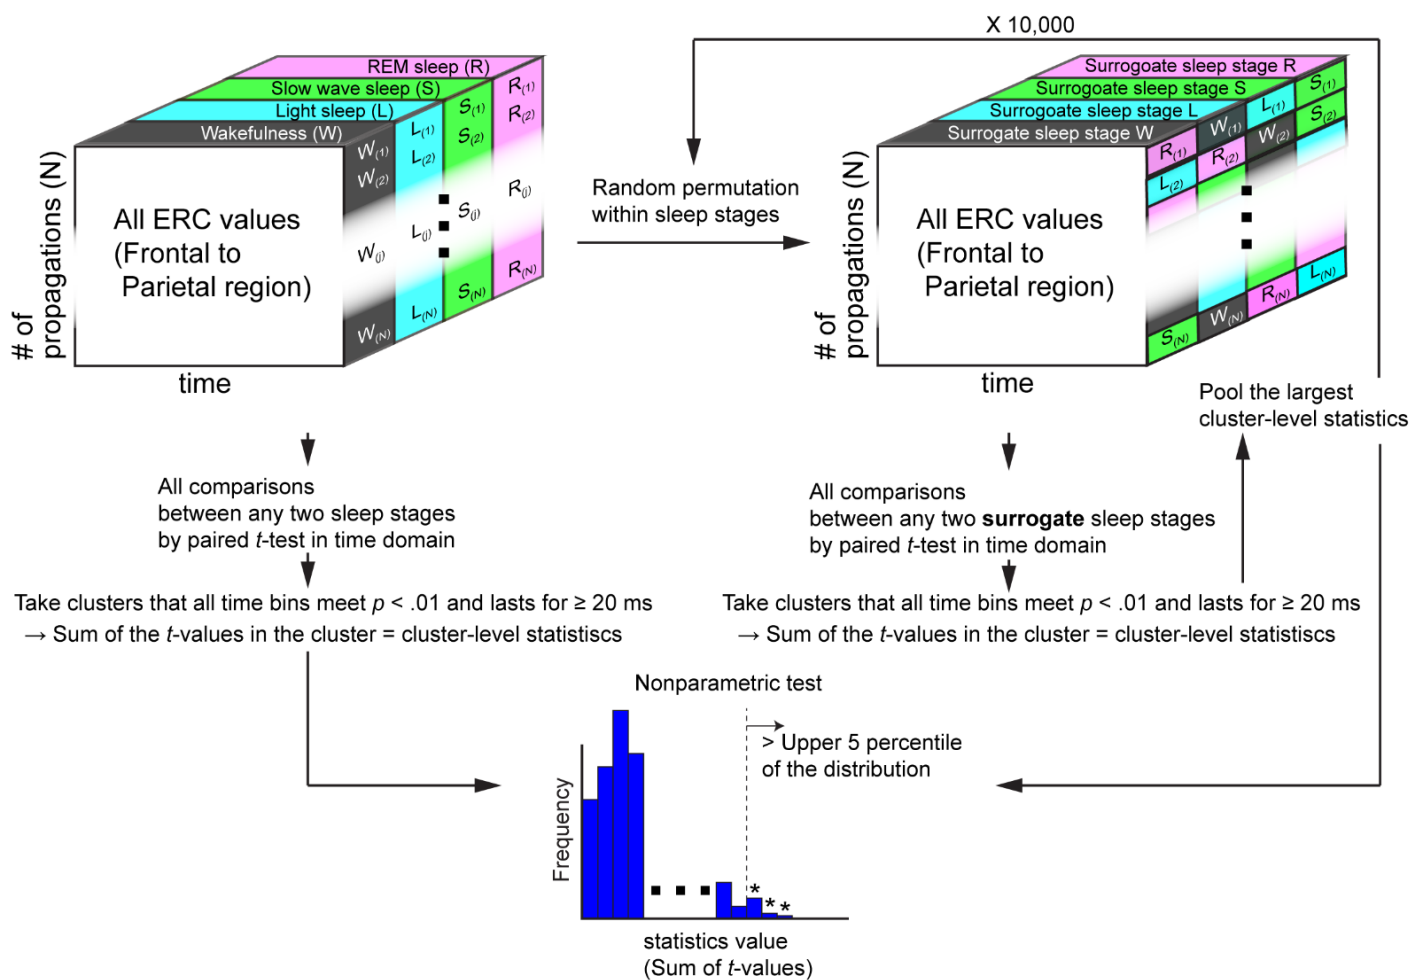 X 10,000
REM sleep (R)
Slow wave sleep (S)
Light sleep (L)
Wakefulness (W)
W(1)
W(2)
W(j)
W(N)
L(1)
L(2)
L(j)
L(N)
S(1)
S(2)
S(j)
S(N)
R(1)
R(2)
R(j)
R(N)
All ERC values
(Frontal to
Parietal region)
# of
propagations (N)
time
Random permutation
within sleep stages
Surrogoate sleep stage R
Surrogoate sleep stage S
Surrogoate sleep stage L
Surrogate sleep stage W
R(1)
W(1)
L(1)
S(1)
L(2)
R(2)
W(2)
S(2)
S(N)
W(N)
R(N)
L(N)
All ERC values
(Frontal to
Parietal region)
# of
propagations (N)
time
Pool the largest
cluster-level statistics
All comparisons
between any two sleep stages
by paired t-test in time domain
All comparisons
between any two surrogate sleep stages
by paired t-test in time domain
Take clusters that all time bins meet p < .01 and lasts for ≥ 20 ms
→ Sum of the t-values in the cluster = cluster-level statistiscs
Take clusters that all time bins meet p < .01 and lasts for ≥ 20 ms
→ Sum of the t-values in the cluster = cluster-level statistiscs
Nonparametric test
> Upper 5 percentile
of the distribution
Frequency
* * *
statistics value
(Sum of t-values)